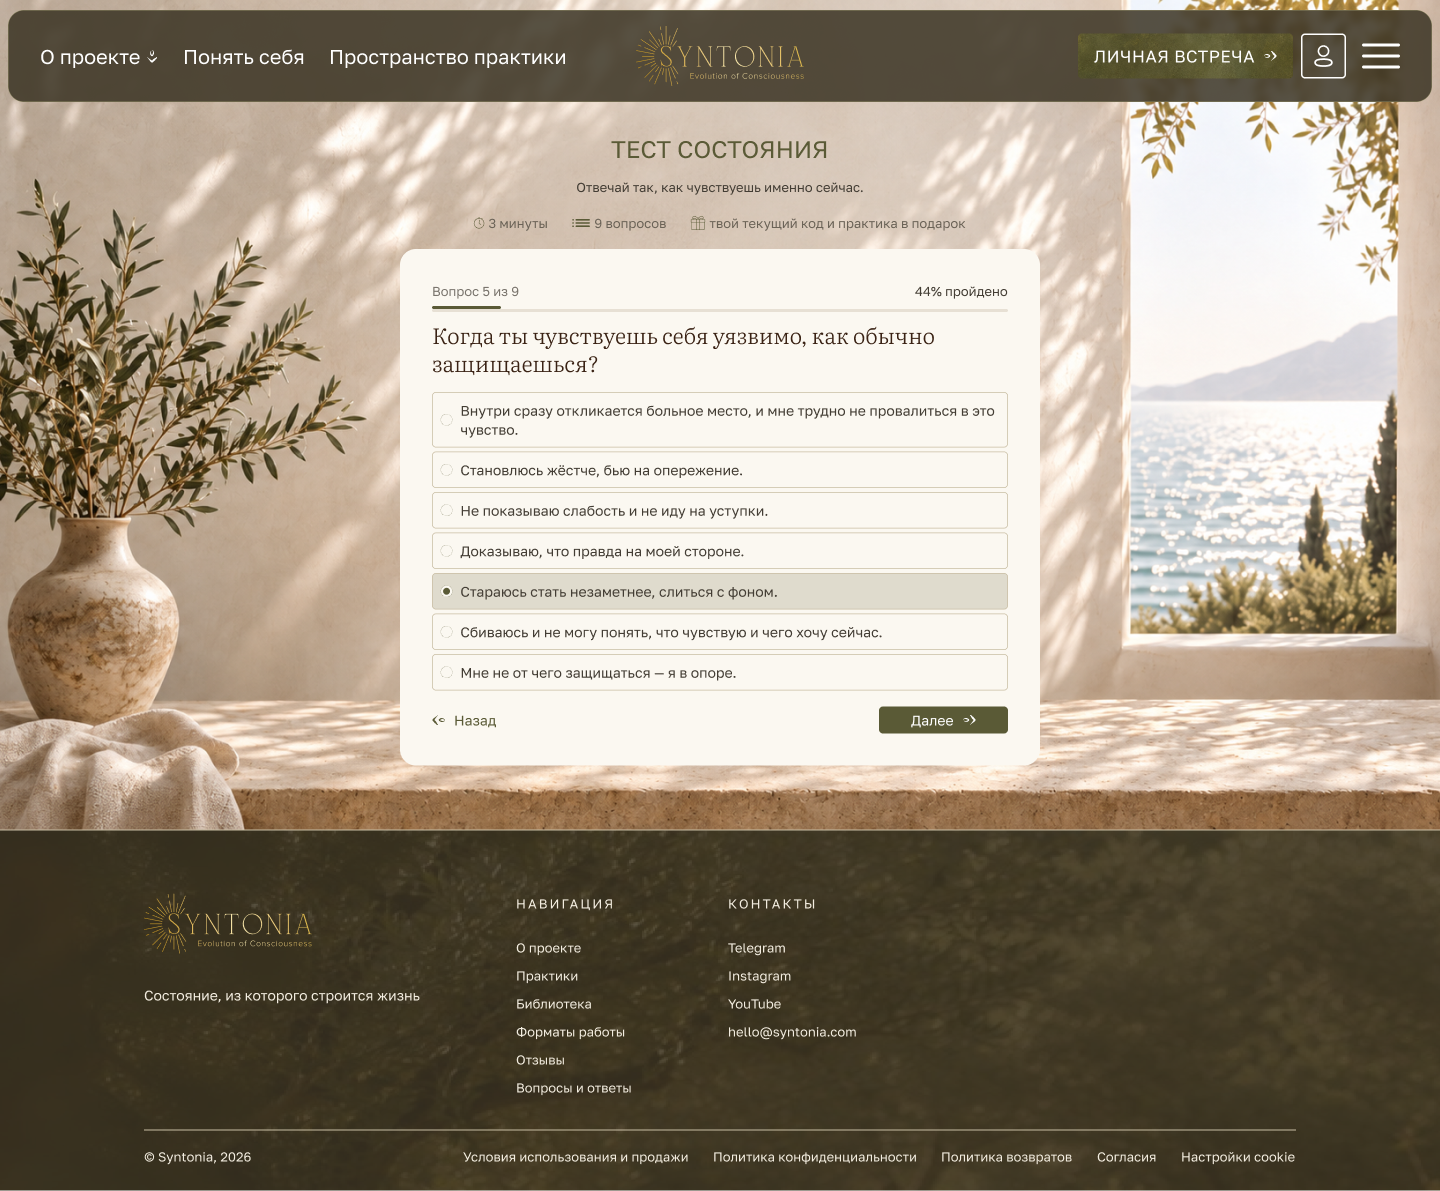 О проекте
Понять себя
Пространство практики
SYNTONIA
Evolution of Consciousness
ЛИЧНАЯ ВСТРЕЧА
ТЕСТ СОСТОЯНИЯ
Отвечай так, как чувствуешь именно сейчас.
3 минуты
9 вопросов
твой текущий код и практика в подарок
Вопрос 5 из 9
44% пройдено
Когда ты чувствуешь себя уязвимо, как обычно
защищаешься?
Внутри сразу откликается больное место, и мне трудно не провалиться в это
чувство.
Становлюсь жёстче, бью на опережение.
Не показываю слабость и не иду на уступки.
Доказываю, что правда на моей стороне.
Стараюсь стать незаметнее, слиться с фоном.
Сбиваюсь и не могу понять, что чувствую и чего хочу сейчас.
Мне не от чего защищаться — я в опоре.
Назад
Далее
SYNTONIA
Evolution of Consciousness
Состояние, из которого строится жизнь
НАВИГАЦИЯ
О проекте
Практики
Библиотека
Форматы работы
Отзывы
Вопросы и ответы
КОНТАКТЫ
Telegram
Instagram
YouTube
hello@syntonia.com
© Syntonia, 2026
Условия использования и продажи
Политика конфиденциальности
Политика возвратов
Согласия
Настройки cookie